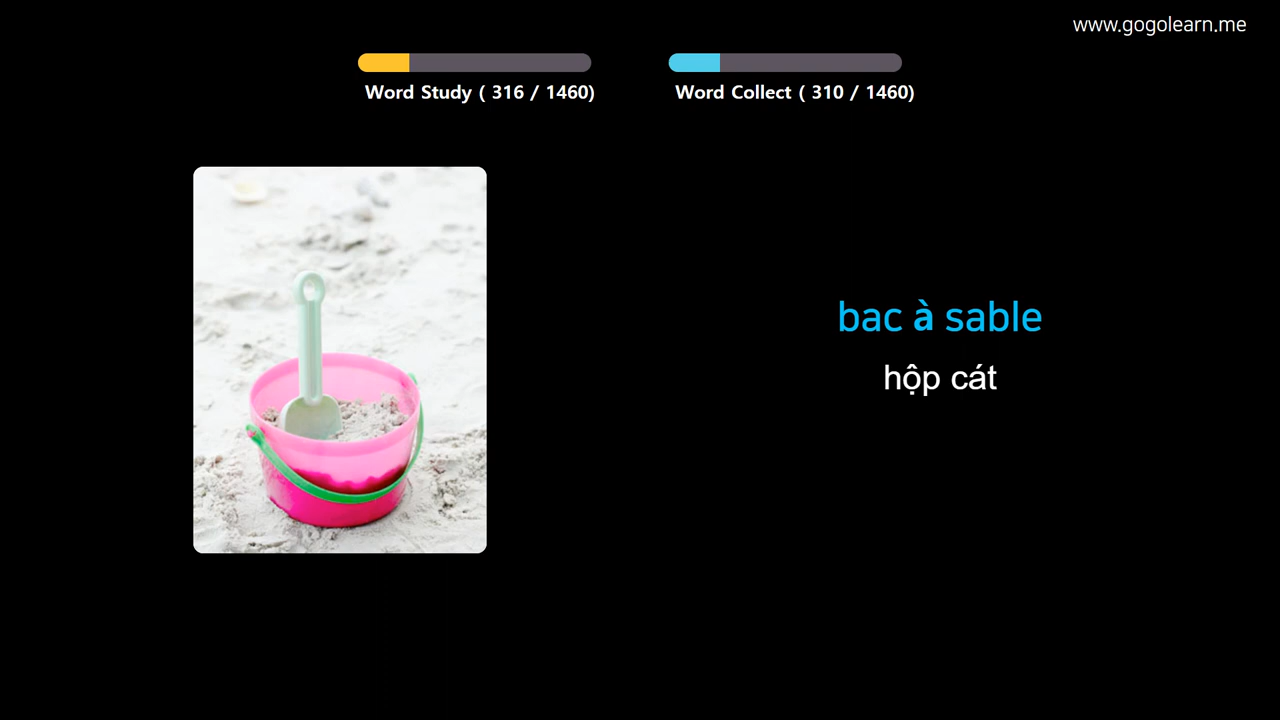 www.gogolearn.me
Word Study ( 316 / 1460)
Word Collect ( 310 / 1460)
bac à sable
hộp cát